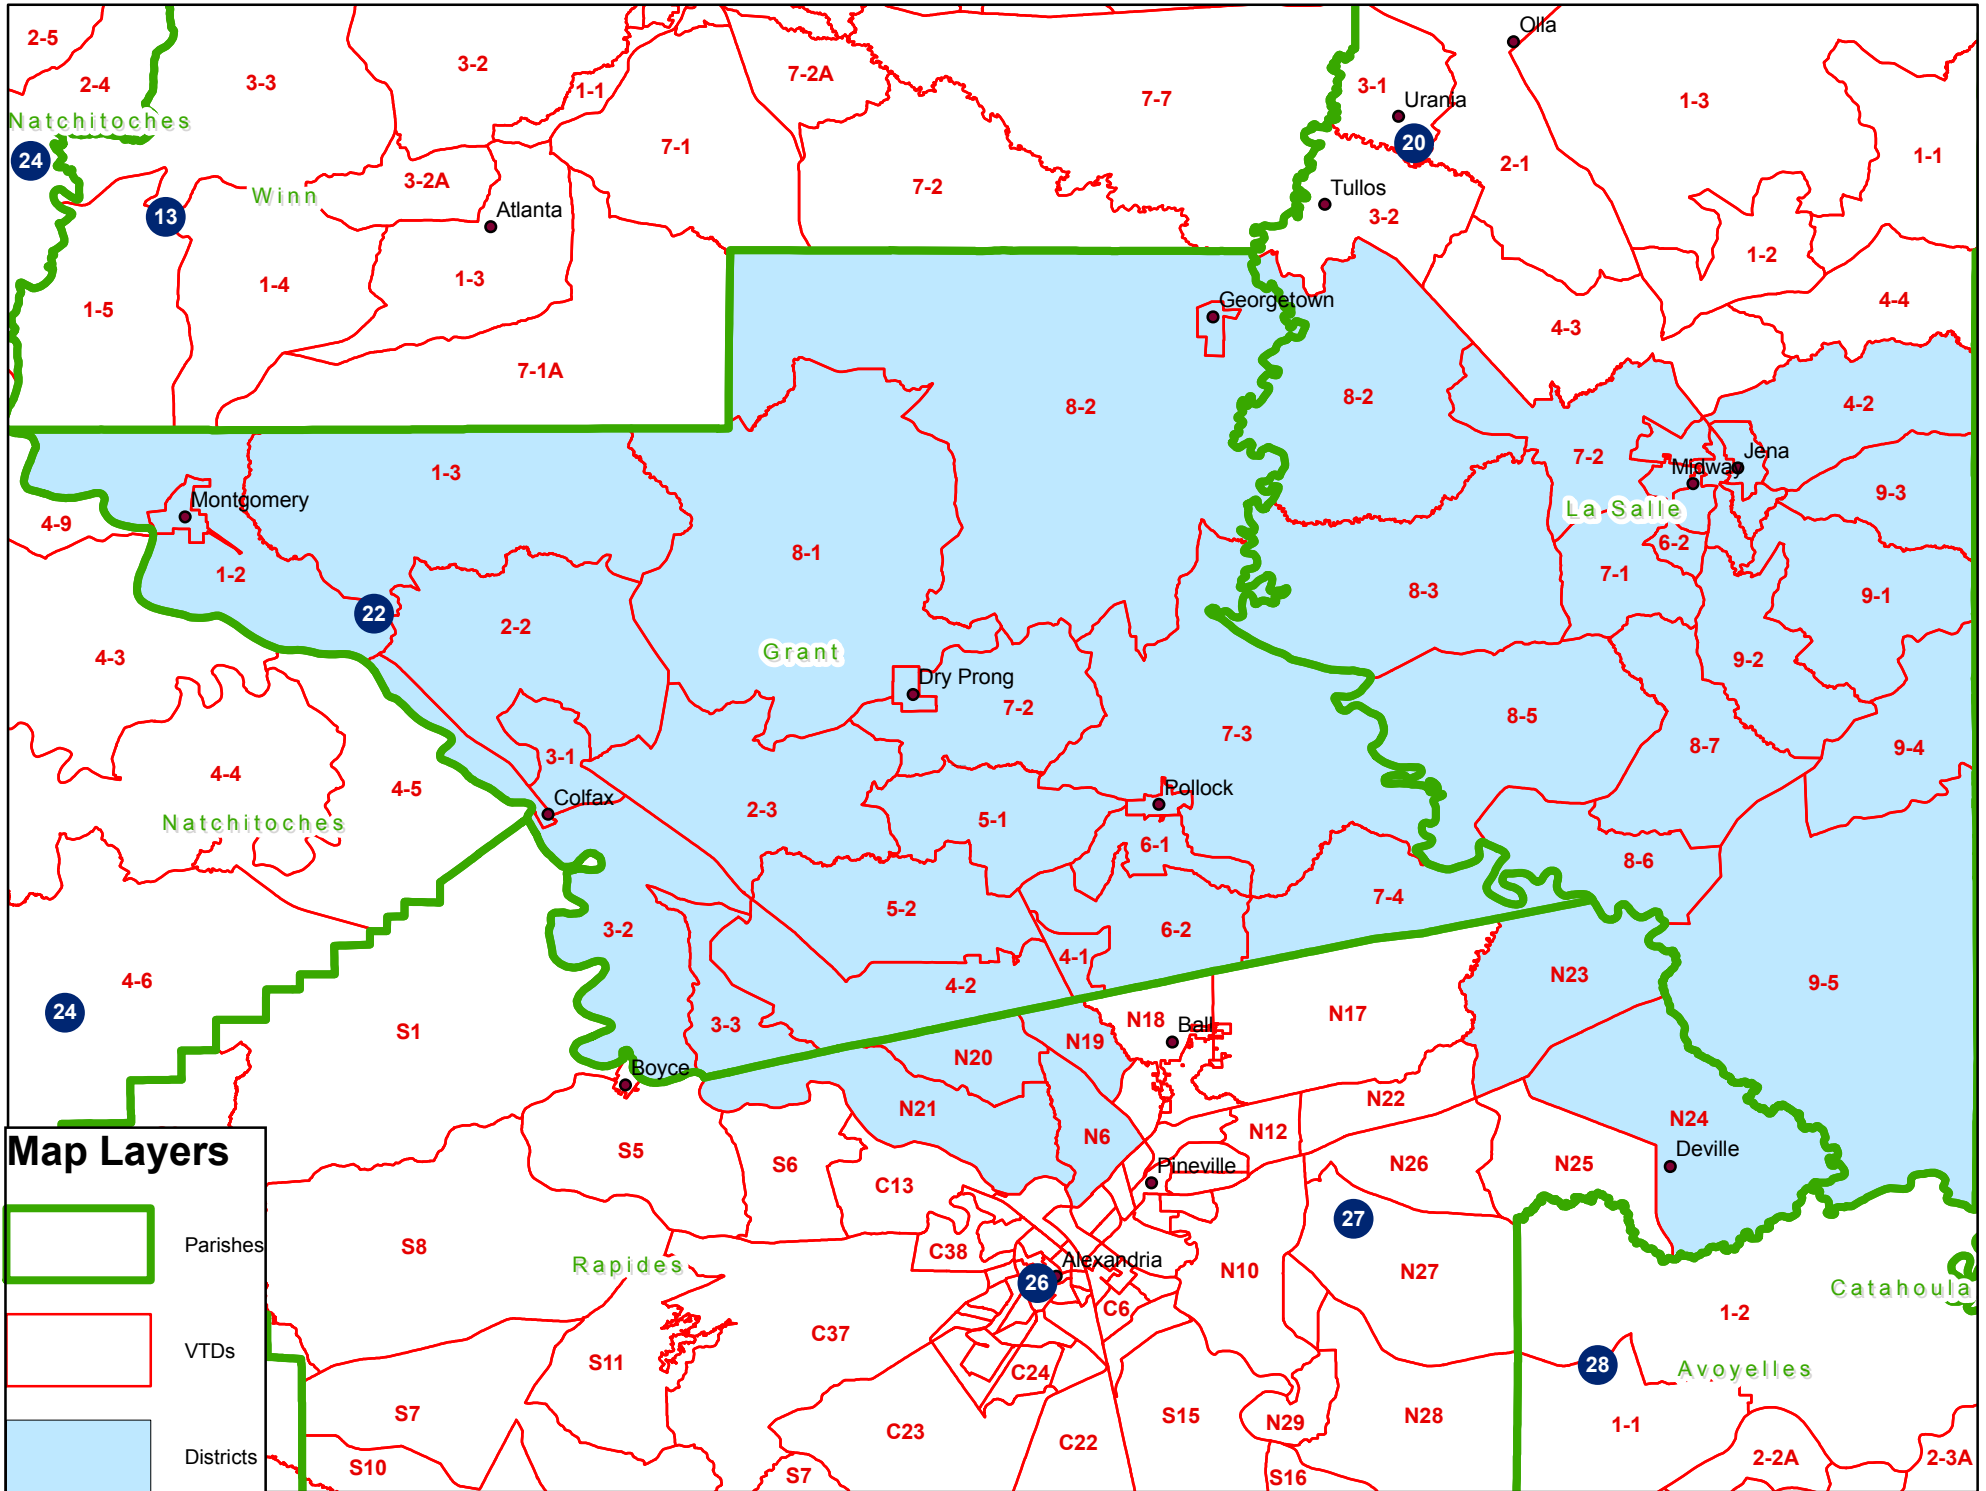 Olla
2-5
3-2
7-2A
3-1
2-4
3-3
1-1
7-7
Urania
1-3
Natchitoches
20
24
7-1
2-1
1-1
3-2A
7-2
Tullos
Winn
13
Atlanta
3-2
1-2
1-4
1-3
Georgetown
4-4
1-5
4-3
7-1A
8-2
8-2
4-2
1-3
7-2
Jena
Midway
Montgomery
9-3
4-9
La Salle
6-2
8-1
1-2
7-1
8-3
9-1
22
2-2
4-3
Grant
9-2
Dry Prong
7-2
8-5
7-3
8-7
9-4
3-1
4-4
4-5
Pollock
Colfax
2-3
5-1
Natchitoches
6-1
8-6
7-4
5-2
3-2
6-2
4-1
N23
4-6
4-2
9-5
24
N17
N18
3-3
Ball
S1
N19
N20
Boyce
N22
N21
N24
N12
N6
Map Layers
Deville
S5
S6
Pineville
N26
N25
C13
27
Parishes
S8
C38
Rapides
Alexandria
N10
N27
26
Catahoula
C6
1-2
C37
VTDs
S11
28
Avoyelles
C24
S7
S15
N29
N28
1-1
C23
C22
Districts
2-2A
2-3A
S10
S7
S16